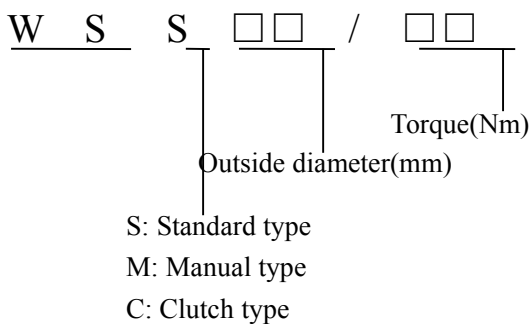 W S S □□ / □□
Torque(Nm)
Outside diameter(mm)
S: Standard type
M: Manual type
C: Clutch type